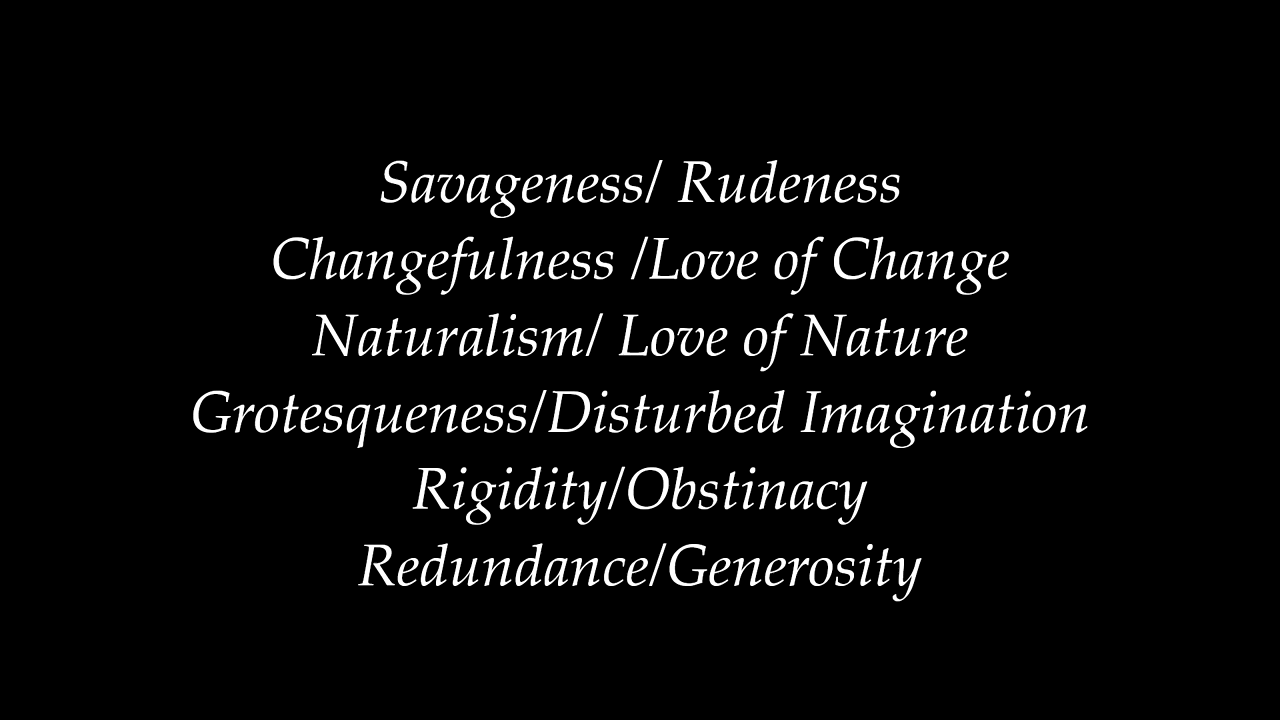 Savageness/ Rudeness
Changefulness /Love of Change
Naturalism/ Love of Nature
Grotesqueness/Disturbed Imagination
Rigidity/Obstinacy
Redundance/Generosity